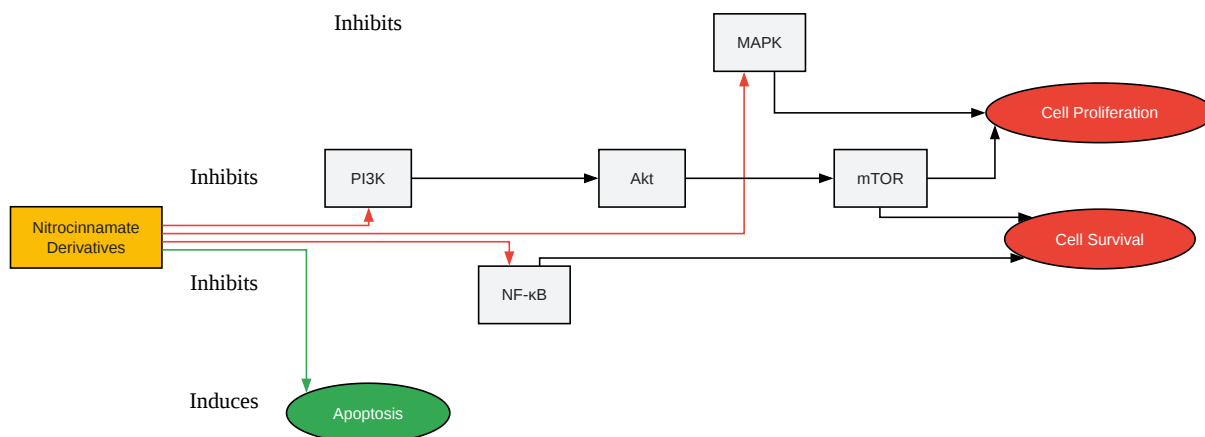 Inhibits
MAPK
Cell Proliferation
Inhibits
PI3K
Akt
mTOR
Nitrocinnamate
Derivatives
Cell Survival
Inhibits
NF-κB
Induces
Apoptosis